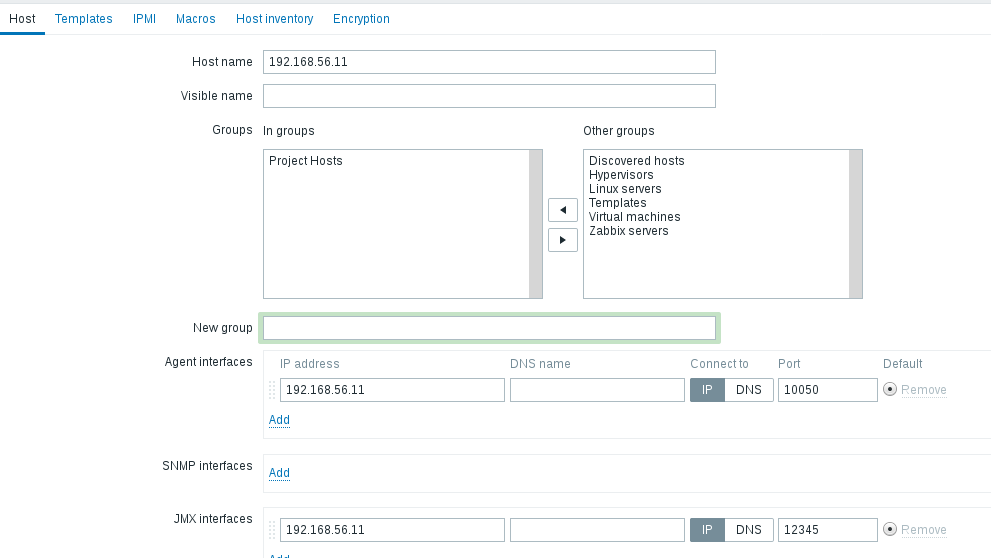 Host Templates IPMI Macros Host inventory Encryption
Host name 192.168.56.11
Visible name
Groups In groups Other groups
Project Hosts
Discovered hosts
Hypervisors
Linux servers
Templates
Virtual machines
Zabbix servers
New group
Agent interfaces IP address DNS name Connect to Port Default
192.168.56.11 IP DNS 10050 Remove
Add
SNMP interfaces
Add
JMX interfaces
192.168.56.11 IP DNS 12345 Remove
Add